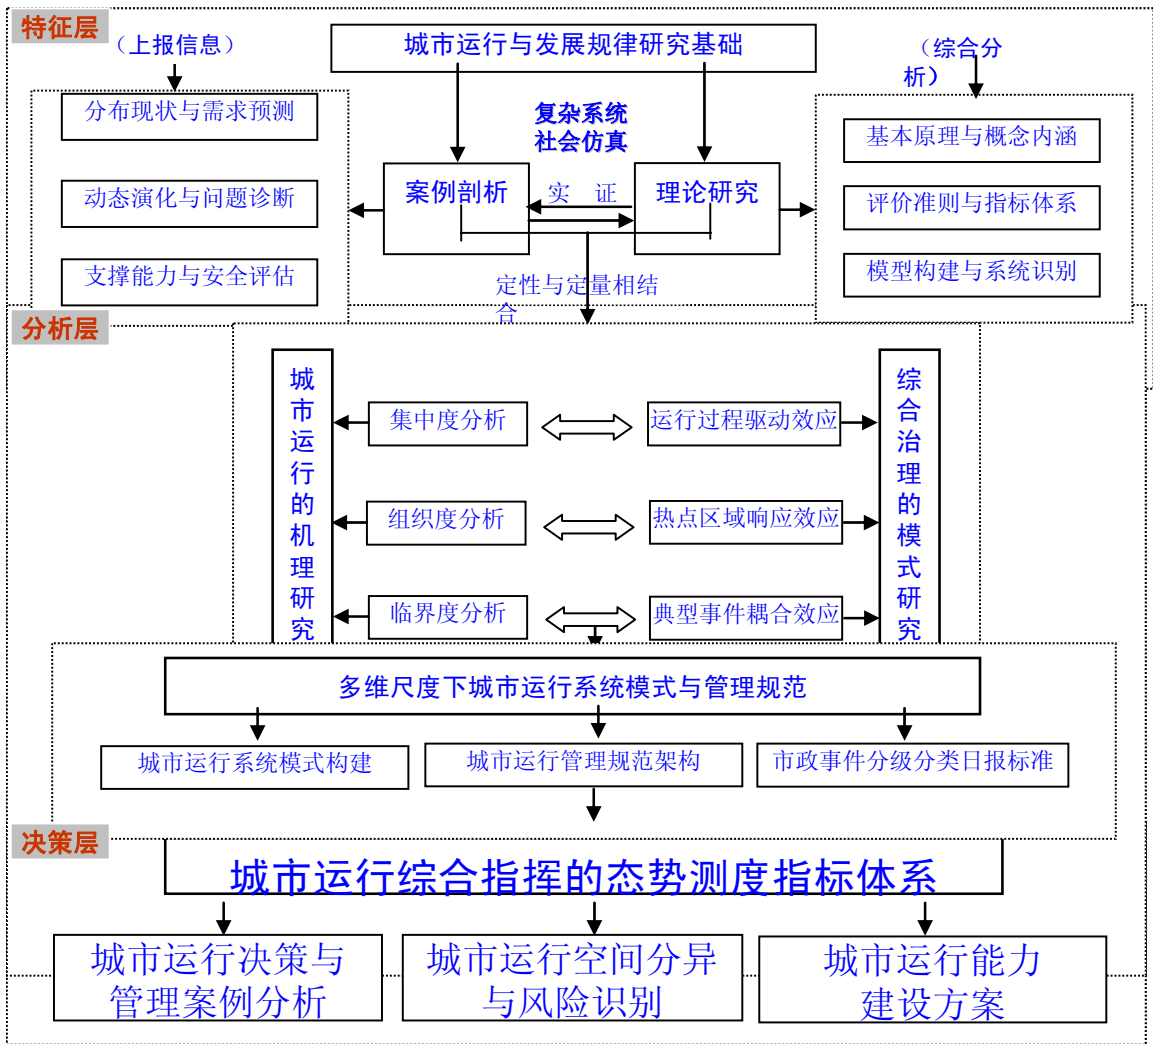 特征层
（上报信息）
城市运行与发展规律研究基础
（综合分
析）
分布现状与需求预测
动态演化与问题诊断
支撑能力与安全评估
复杂系统
社会仿真
案例剖析
实 证
理论研究
定性与定量相结
合
基本原理与概念内涵
评价准则与指标体系
模型构建与系统识别
分析层
城市运行的机理研究
集中度分析
运行过程驱动效应
组织度分析
热点区域响应效应
临界度分析
典型事件耦合效应
综合治理的模式研究
多维尺度下城市运行系统模式与管理规范
城市运行系统模式构建
城市运行管理规范架构
市政事件分级分类日报标准
决策层
城市运行综合指挥的态势测度指标体系
城市运行决策与
管理案例分析
城市运行空间分异
与风险识别
城市运行能力
建设方案